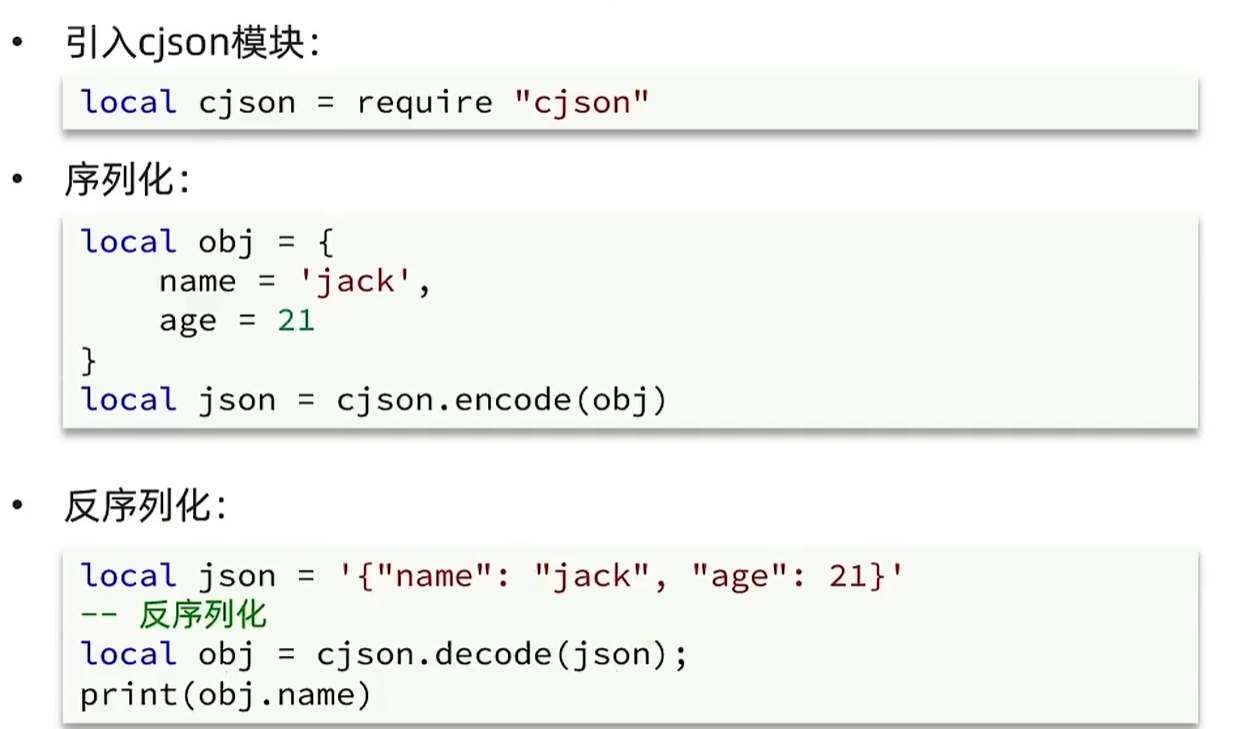 • 引入cjson模块：
local cjson = require "cjson"
• 序列化：
local obj = {
    name = 'jack',
    age = 21
}
local json = cjson.encode(obj)
• 反序列化：
local json = '{"name": "jack", "age": 21}'
-- 反序列化
local obj = cjson.decode(json);
print(obj.name)